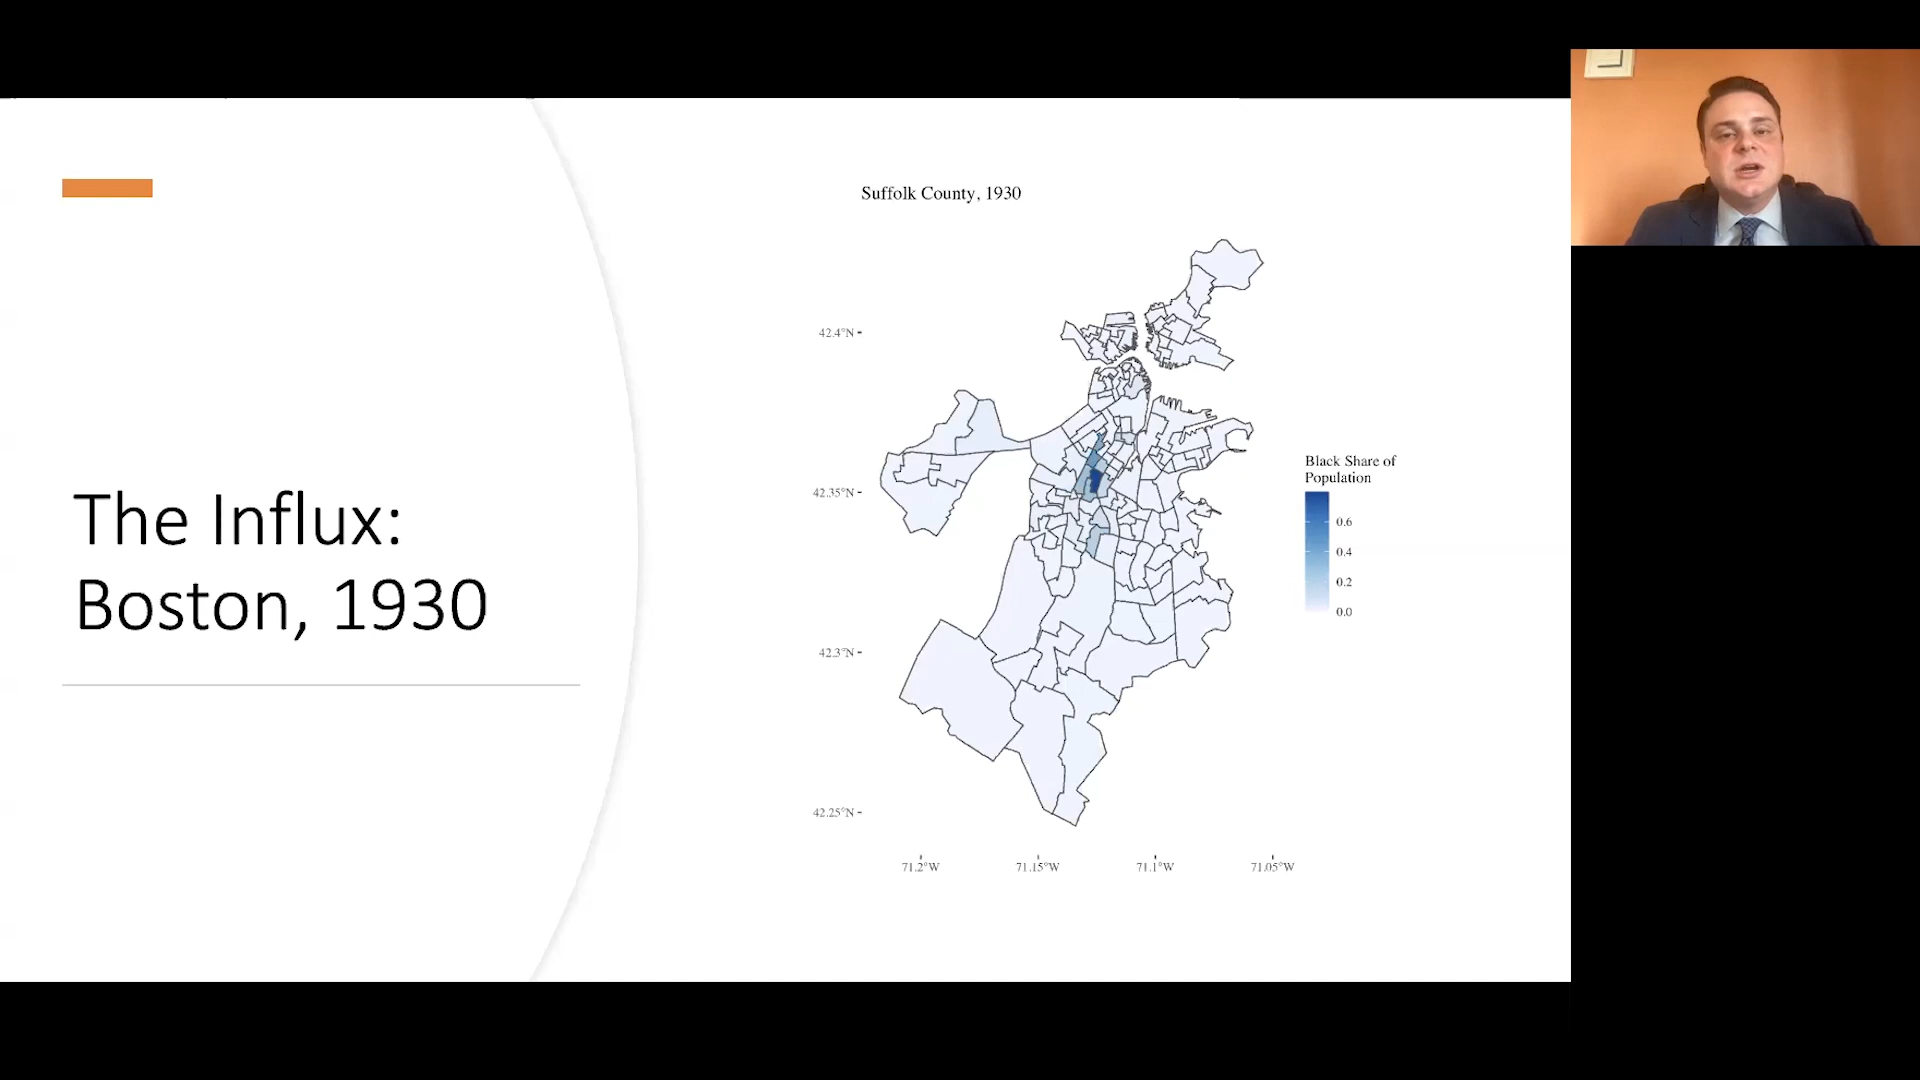 The Influx:
Boston, 1930
Suffolk County, 1930
42.4°N
42.35°N
42.3°N
42.25°N
71.2°W
71.15°W
71.1°W
71.05°W
Black Share of
Population
0.6
0.4
0.2
0.0